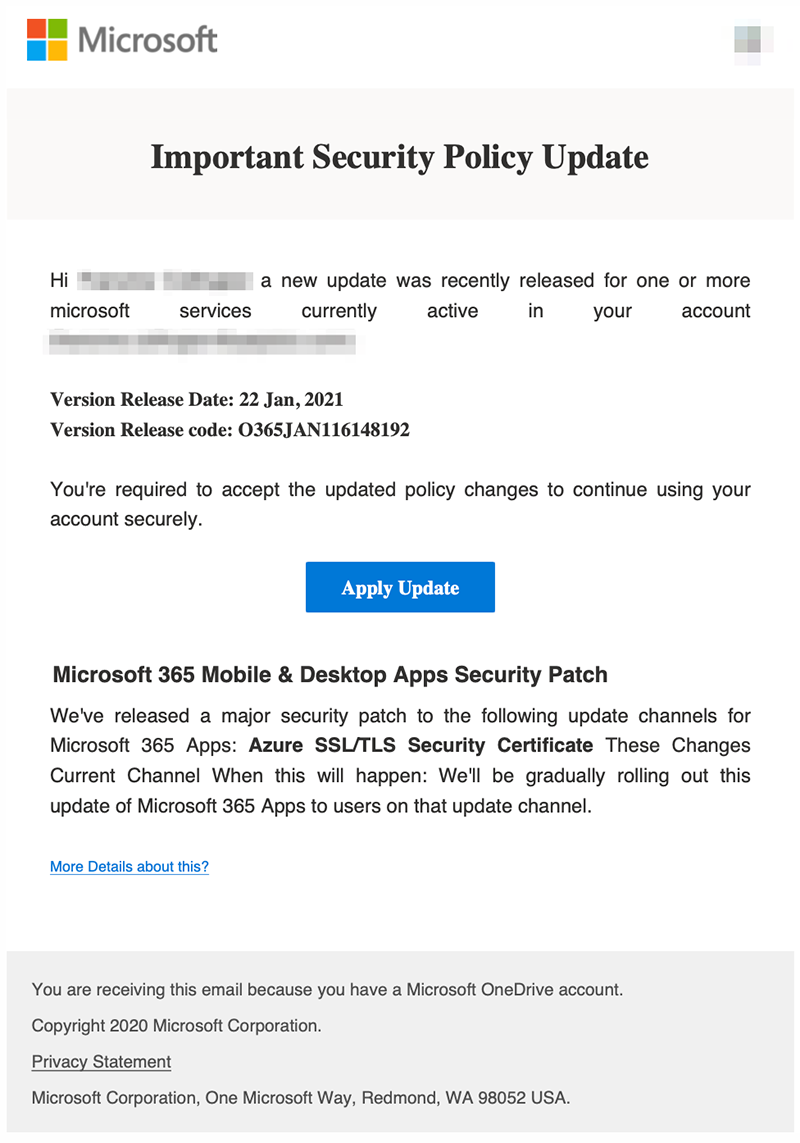 Microsoft
Important Security Policy Update
Hi a new update was recently released for one or more
microsoft services currently active in your account
Version Release Date: 22 Jan, 2021
Version Release code: O365JAN116148192
You're required to accept the updated policy changes to continue using your
account securely.
Apply Update
Microsoft 365 Mobile & Desktop Apps Security Patch
We've released a major security patch to the following update channels for
Microsoft 365 Apps: Azure SSL/TLS Security Certificate These Changes
Current Channel When this will happen: We'll be gradually rolling out this
update of Microsoft 365 Apps to users on that update channel.
More Details about this?
You are receiving this email because you have a Microsoft OneDrive account.
Copyright 2020 Microsoft Corporation.
Privacy Statement
Microsoft Corporation, One Microsoft Way, Redmond, WA 98052 USA.